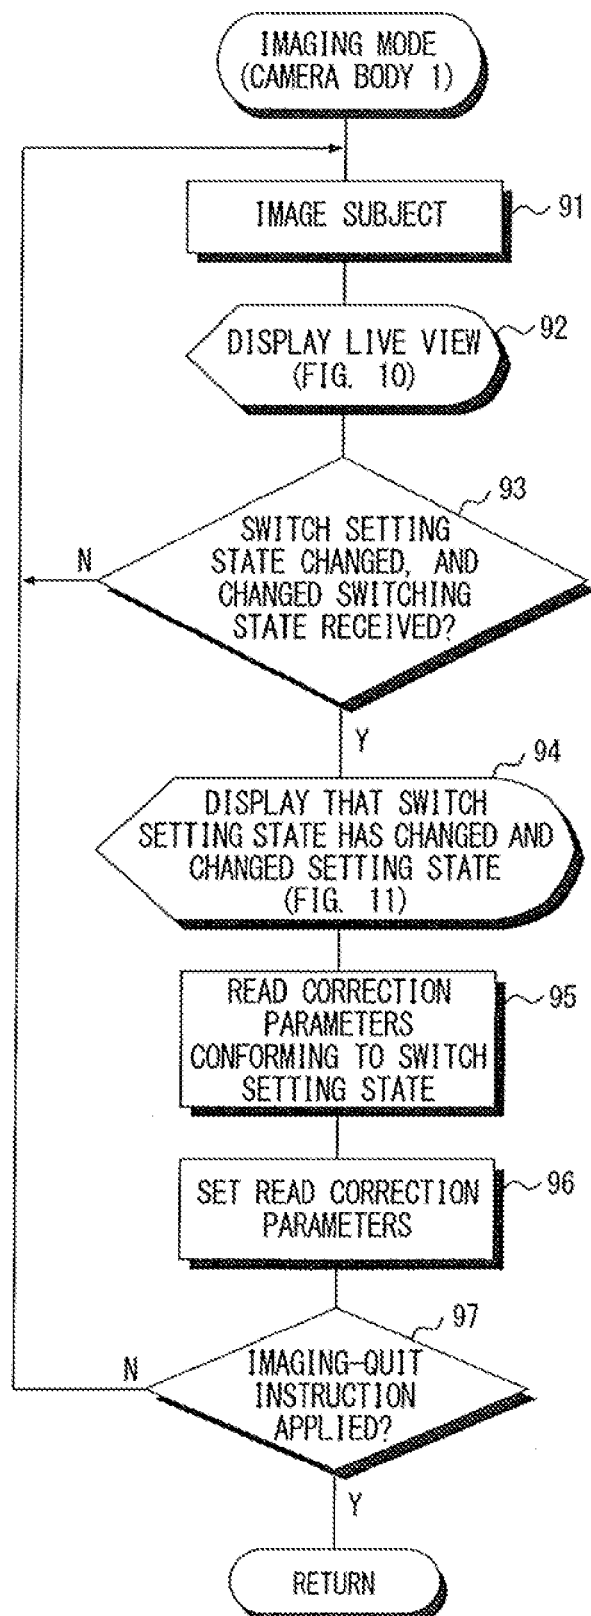 IMAGING MODE
(CAMERA BODY 1)
IMAGE SUBJECT
91
DISPLAY LIVE VIEW
(FIG. 10)
92
93
SWITCH SETTING
STATE CHANGED, AND
CHANGED SWITCHING
STATE RECEIVED?
N
Y
94
DISPLAY THAT SWITCH
SETTING STATE HAS CHANGED AND
CHANGED SETTING STATE
(FIG. 11)
READ CORRECTION
PARAMETERS
CONFORMING TO SWITCH
SETTING STATE
95
SET READ CORRECTION
PARAMETERS
96
97
IMAGING-QUIT
INSTRUCTION
APPLIED?
N
Y
RETURN